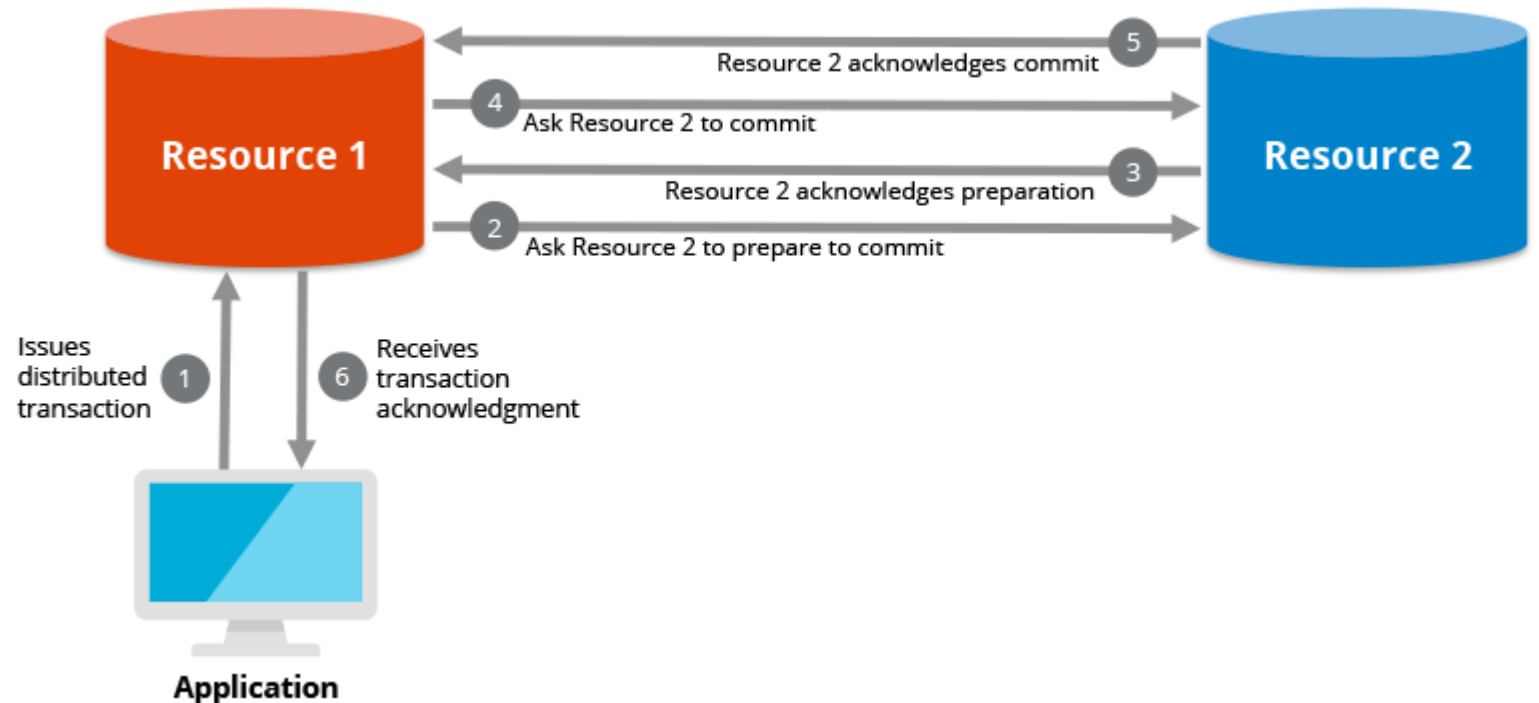 5
Resource 2 acknowledges commit
4
Ask Resource 2 to commit
Resource 1
Resource 2
3
Resource 2 acknowledges preparation
2
Ask Resource 2 to prepare to commit
Issues
distributed
transaction
1
6
Receives
transaction
acknowledgment
Application